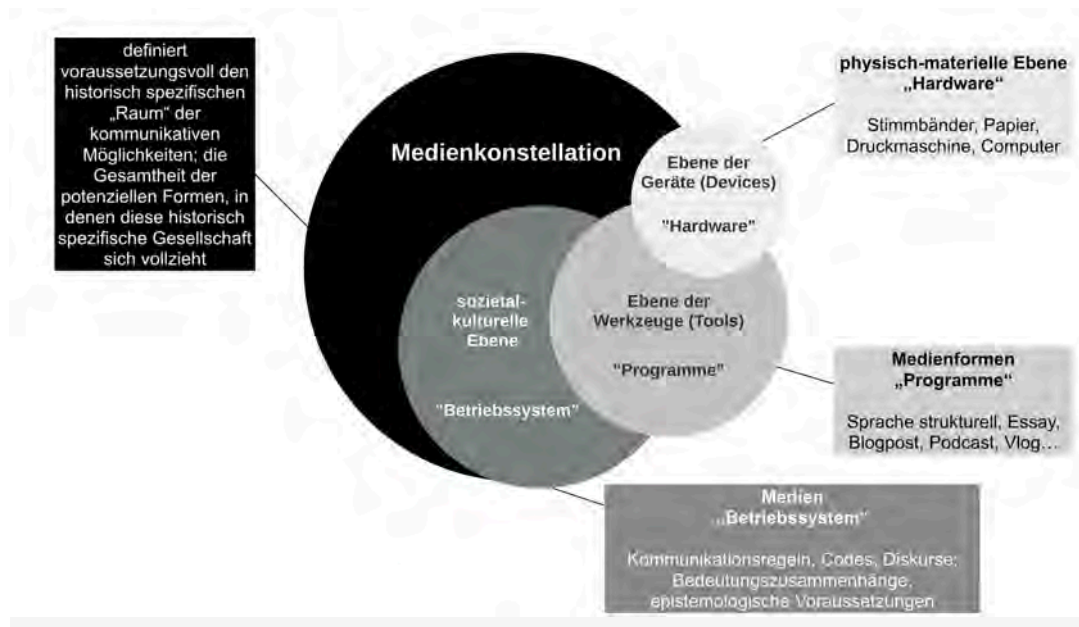 definiert
voraussetzungsvoll den
historisch spezifischen
„Raum“ der
kommunikativen
Möglichkeiten; die
Gesamtheit der
potenziellen Formen, in
denen diese historisch
spezifische Gesellschaft
sich vollzieht
Medienkonstellation
Ebene der
Geräte (Devices)
"Hardware"
physisch-materielle Ebene
„Hardware“
Stimmbänder, Papier,
Druckmaschine, Computer
sozietal-
kulturelle
Ebene
"Betriebssystem"
Ebene der
Werkzeuge (Tools)
"Programme"
Medienformen
„Programme“
Sprache strukturell, Essay,
Blogpost, Podcast, Vlog…
Medien
„Betriebssystem“
Kommunikationsregeln, Codes, Diskurse;
Bedeutungszusammenhänge,
epistemologische Voraussetzungen